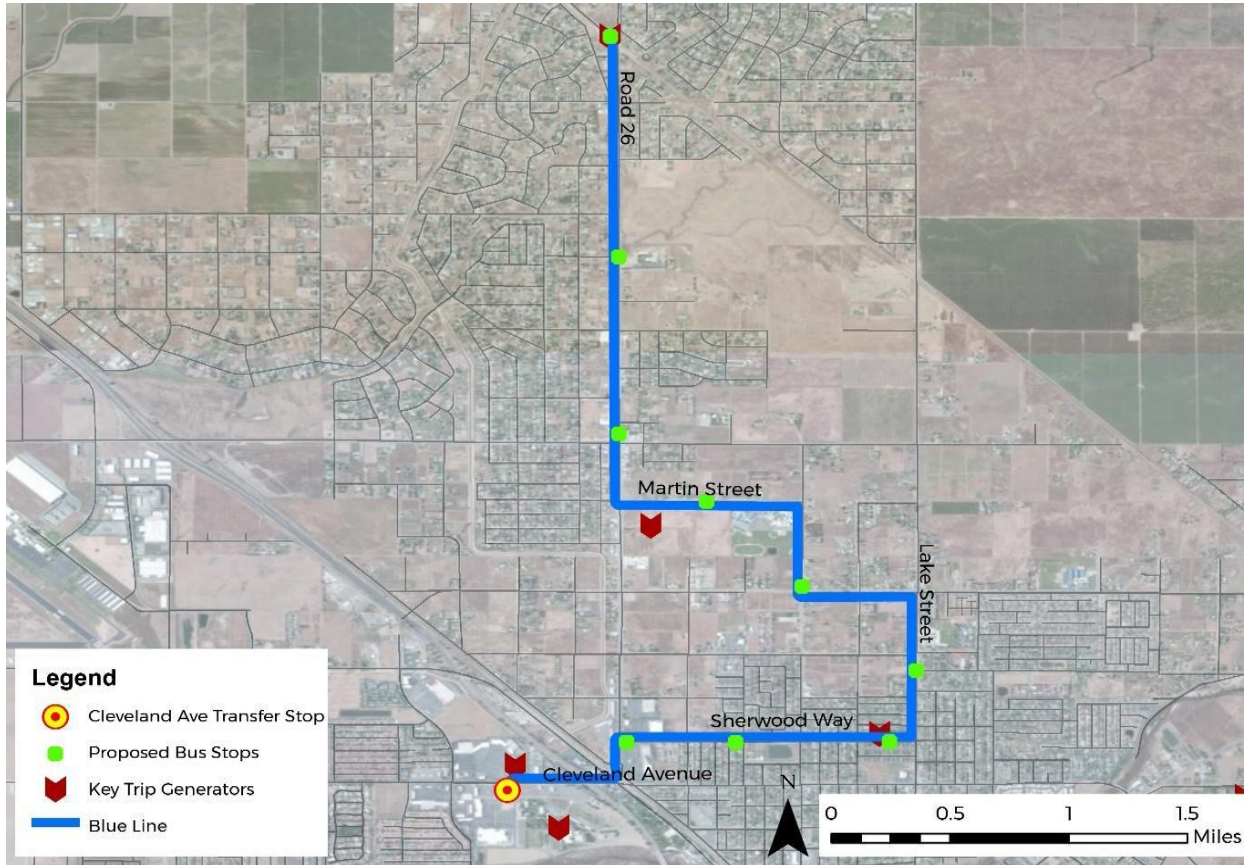 Road 26
Martin Street
Lake Street
Sherwood Way
Cleveland Avenue
Legend
Cleveland Ave Transfer Stop
Proposed Bus Stops
Key Trip Generators
Blue Line
N
0 0.5 1 1.5
Miles